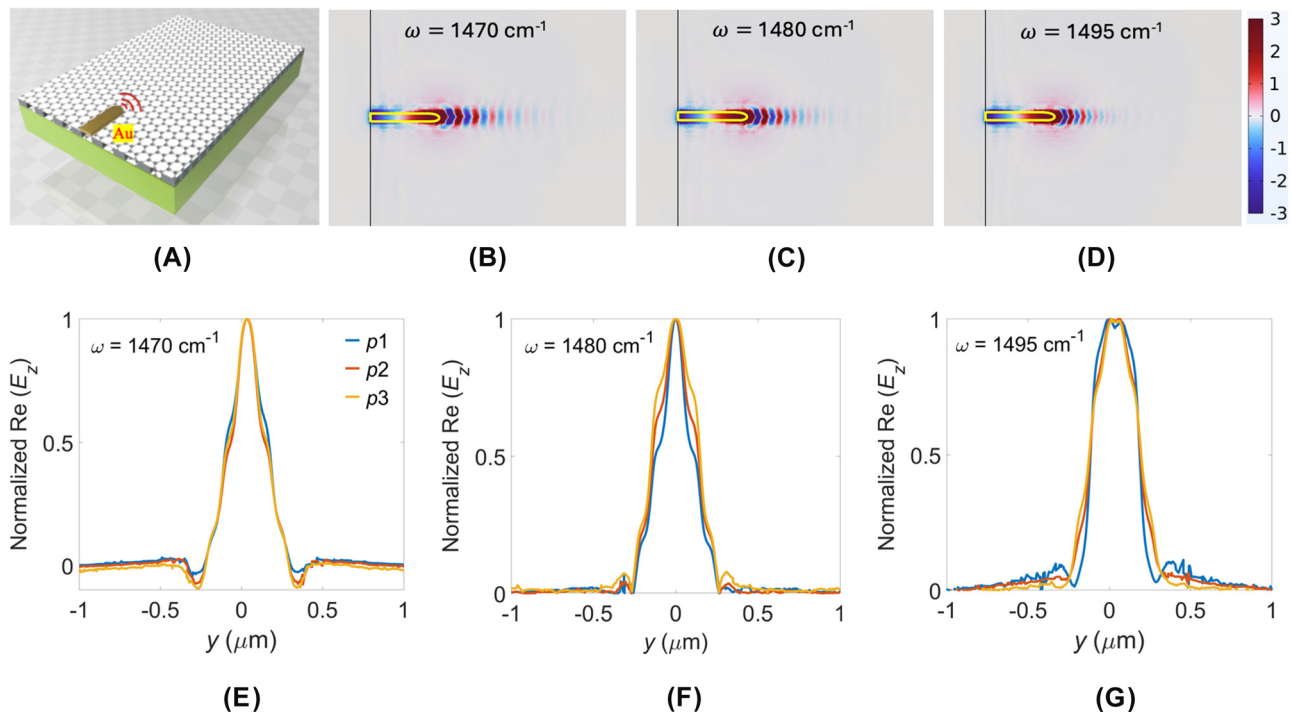 Au
ω = 1470 cm⁻¹
ω = 1480 cm⁻¹
ω = 1495 cm⁻¹
3
2
1
0
-1
-2
-3
(A)
(B)
(C)
(D)
Normalized Re (E_z)
1
0.5
0
ω = 1470 cm⁻¹
p1
p2
p3
-1
-0.5
0
0.5
1
y (μm)
(E)
Normalized Re (E_z)
1
0.5
0
ω = 1480 cm⁻¹
-1
-0.5
0
0.5
1
y (μm)
(F)
Normalized Re (E_z)
1
0.5
0
ω = 1495 cm⁻¹
-1
-0.5
0
0.5
1
y (μm)
(G)